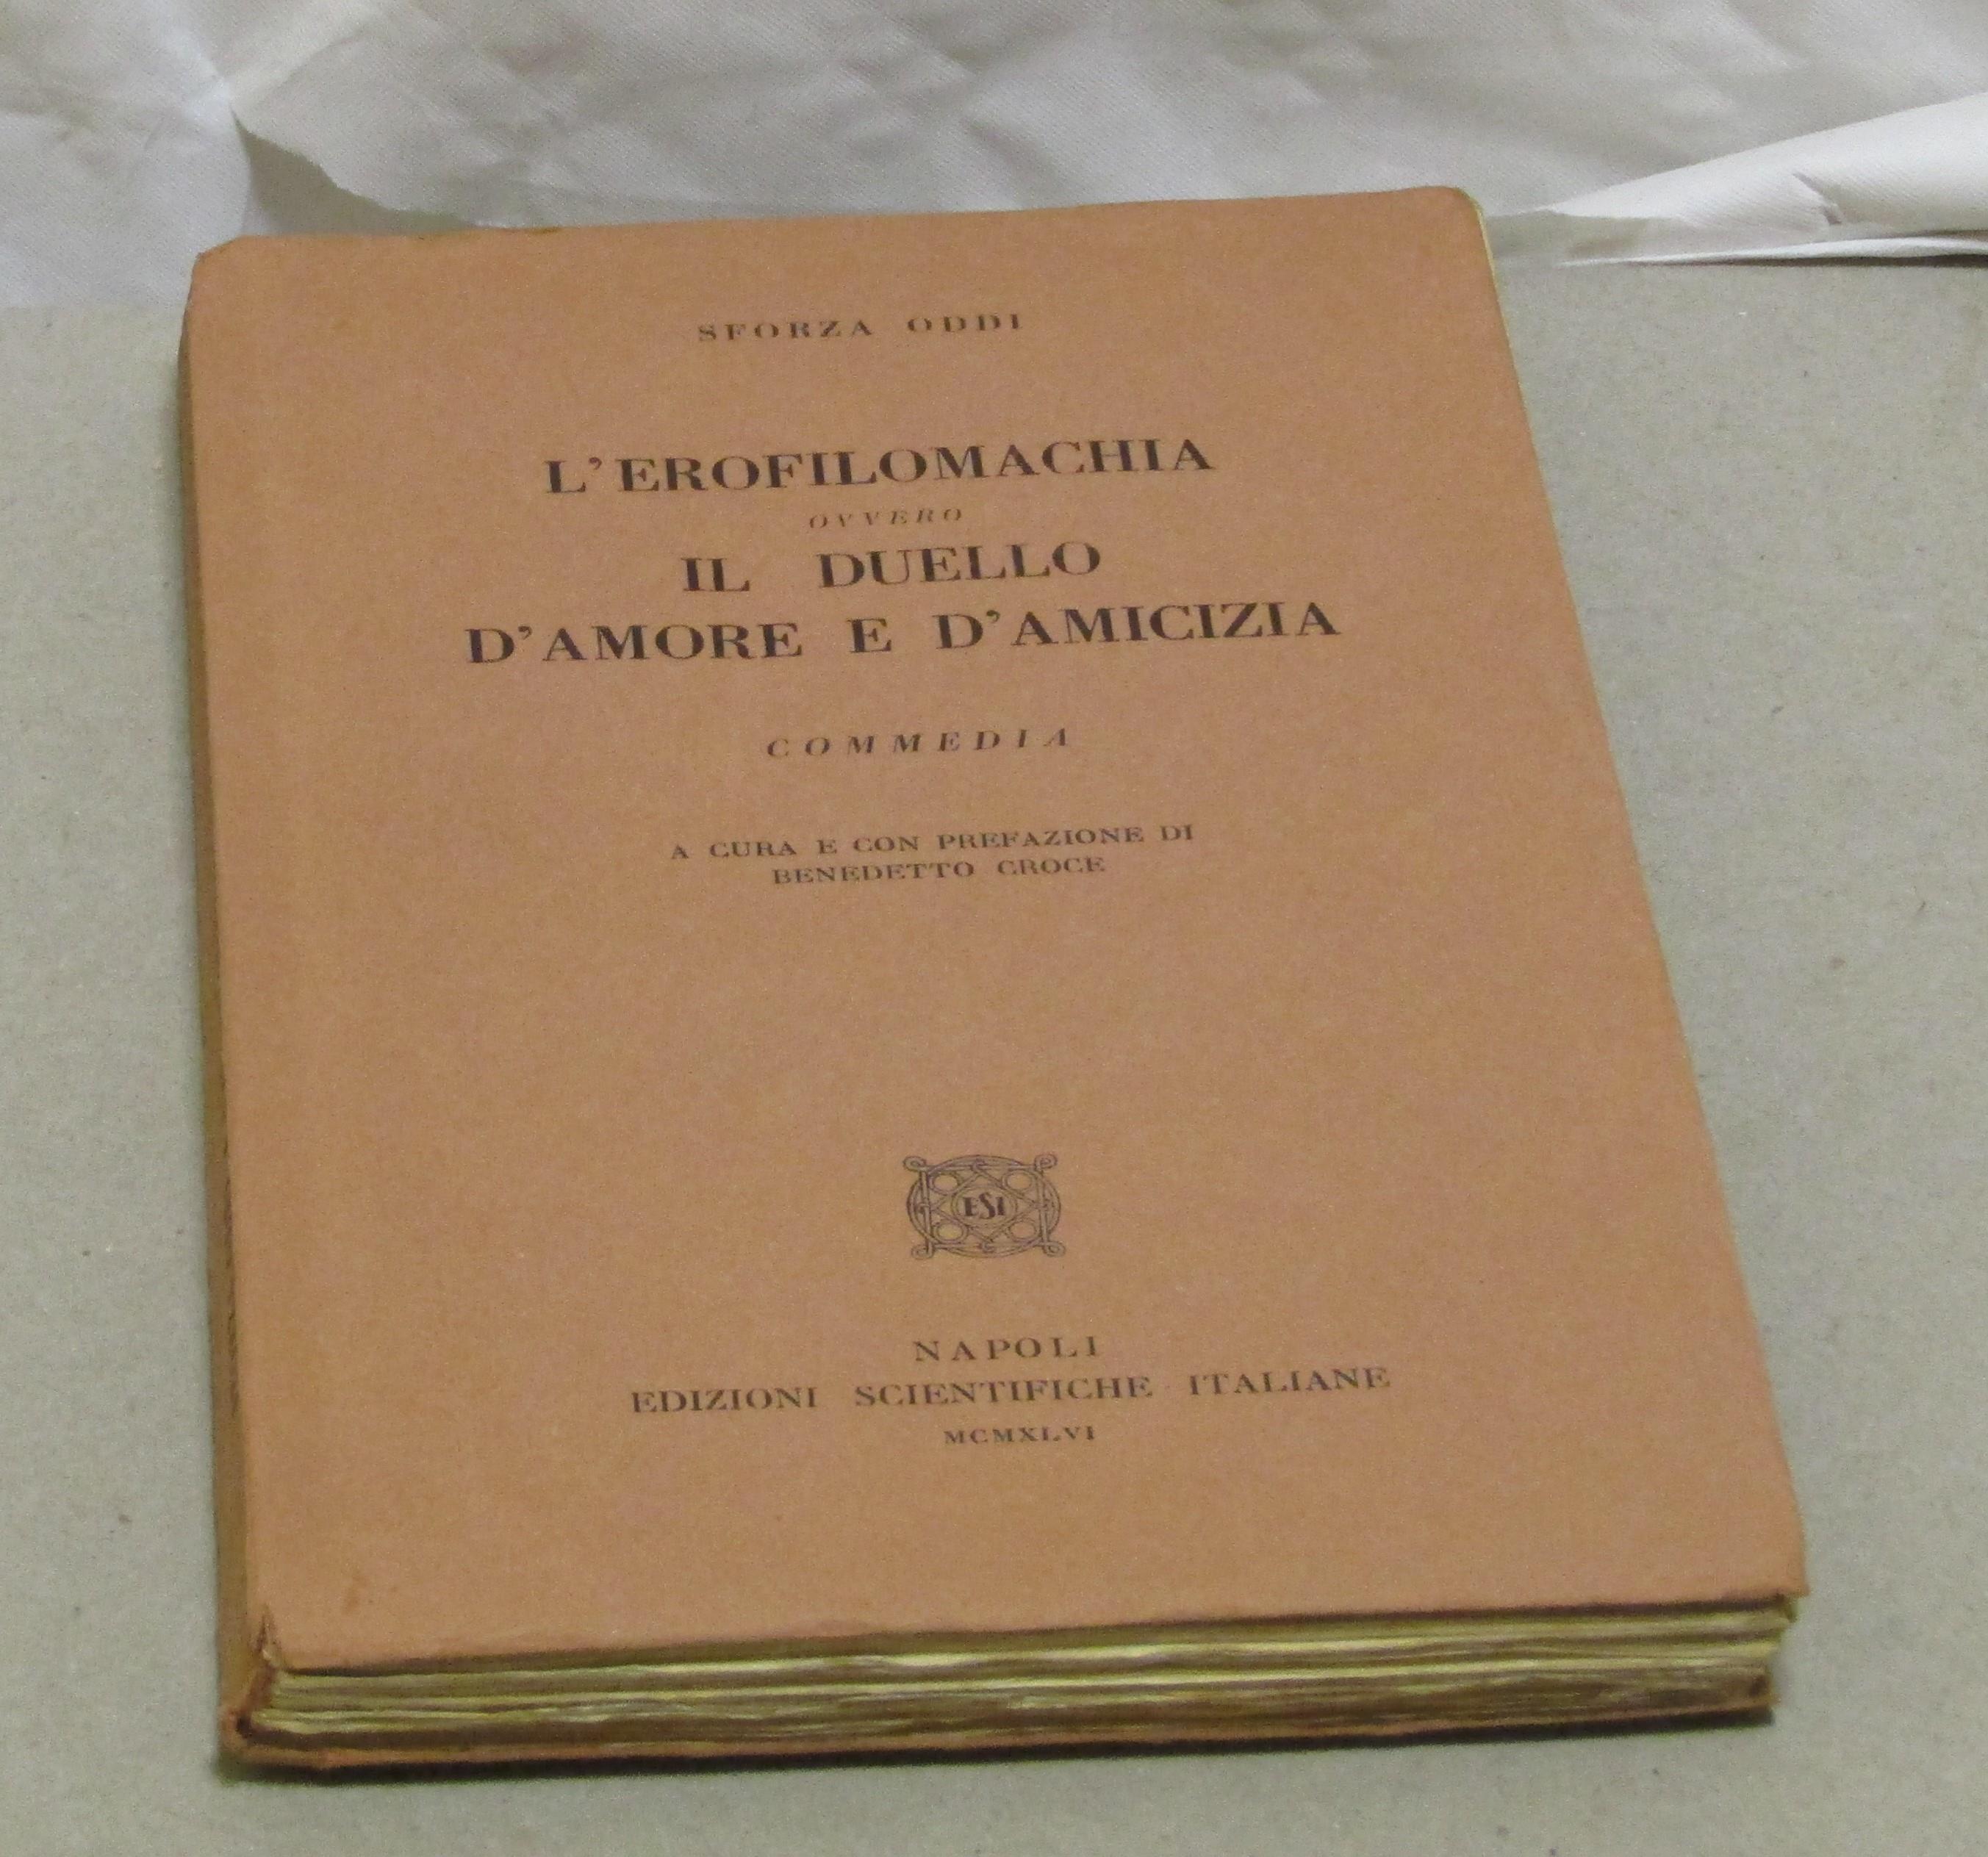 SFORZA ODDI
L'EROFILOMACHIA
OVVERO
IL DUELLO
D'AMORE E D'AMICIZIA
COMMEDIA
A CURA E CON PREFAZIONE DI
BENEDETTO CROCE
ESI
NAPOLI
EDIZIONI SCIENTIFICHE ITALIANE
MCMXLVI